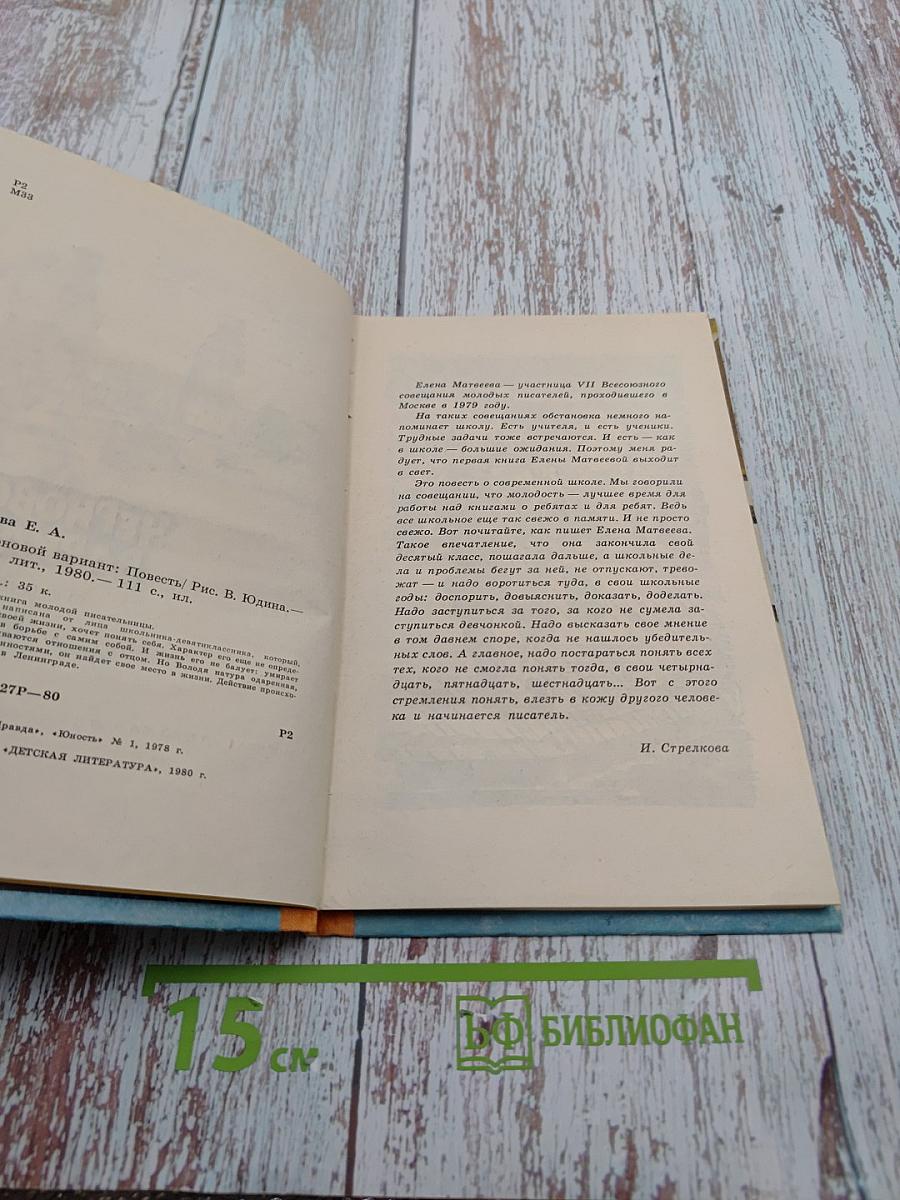 Р2
М33
ва Е. А.
новой вариант: Повесть/ Рис. В. Юдина.—
лит., 1980.— 111 с., ил.
.: 35 к.
книга молодой писательницы.
написана от лица школьника-девятиклассника, который,
своей жизни, хочет понять себя. Характер его еще не опреде-
в борьбе с самим собой. И жизнь его не балует: умирает
ваются отношения с отцом. Но Володя натура одаренная,
нностями, он найдет свое место в жизни. Действие происхо-
в Ленинграде.
27Р—80
Р2
правда», «Юность» № 1, 1978 г.
«ДЕТСКАЯ ЛИТЕРАТУРА», 1980 г.
Елена Матвеева — участница VII Всесоюзного
совещания молодых писателей, проходившего в
Москве в 1979 году.
На таких совещаниях обстановка немного на-
поминает школу. Есть учителя, и есть ученики.
Трудные задачи тоже встречаются. И есть — как
в школе — большие ожидания. Поэтому меня ра-
дует, что первая книга Елены Матвеевой выходит
в свет.
Это повесть о современной школе. Мы говорили
на совещании, что молодость — лучшее время для
работы над книгами о ребятах и для ребят. Ведь
все школьное еще так свежо в памяти. И не просто
свежо. Вот почитайте, как пишет Елена Матвеева.
Такое впечатление, что она закончила свой
десятый класс, пошагала дальше, а школьные де-
ла и проблемы бегут за ней, не отпускают, трево-
жат — и надо воротиться туда, в свои школьные
годы: доспорить, довыяснить, доказать, доделать.
Надо заступиться за того, за кого не сумела за-
ступиться девчонкой. Надо высказать свое мнение
в том давнем споре, когда не нашлось убедитель-
ных слов. А главное, надо постараться понять всех
тех, кого не смогла понять тогда, в свои четырна-
дцать, пятнадцать, шестнадцать... Вот с этого
стремления понять, влезть в кожу другого челове-
ка и начинается писатель.
И. Стрелкова
15 см
БФ БИБЛИОФАН